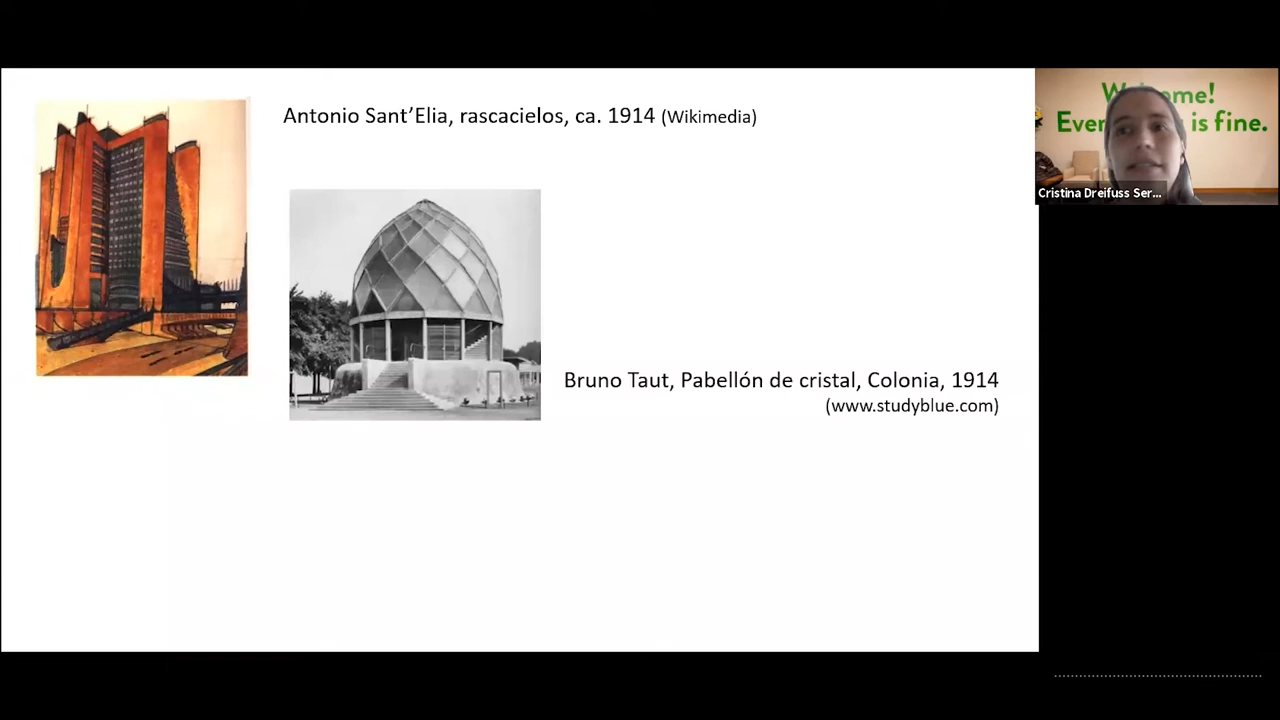 Antonio Sant’Elia, rascacielos, ca. 1914 (Wikimedia)
Bruno Taut, Pabellón de cristal, Colonia, 1914
(www.studyblue.com)
Welcome!
is fine.
Cristina Dreifuss Ser...